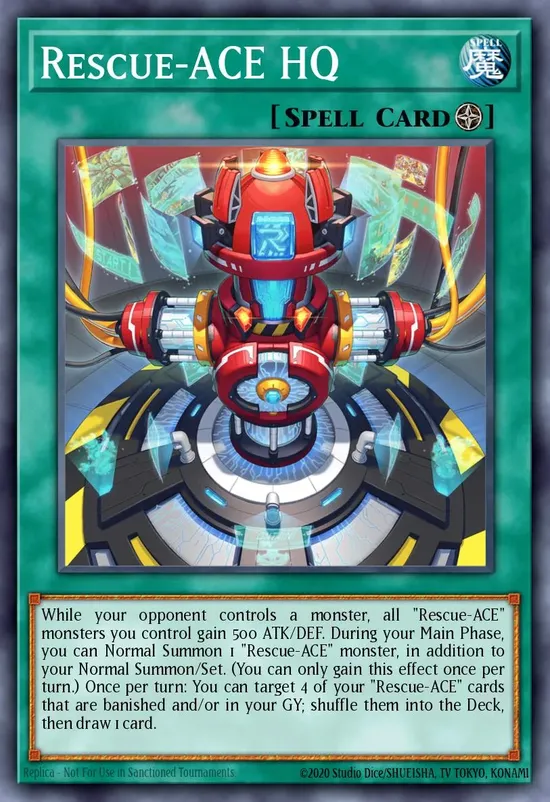 Rescue-ACE HQ
SPELL
魔
[Spell Card]
START!
While your opponent controls a monster, all "Rescue-ACE"
monsters you control gain 500 ATK/DEF. During your Main Phase,
you can Normal Summon 1 "Rescue-ACE" monster, in addition to
your Normal Summon/Set. (You can only gain this effect once per
turn.) Once per turn: You can target 4 of your "Rescue-ACE" cards
that are banished and/or in your GY; shuffle them into the Deck,
then draw 1 card.
Replica - Not For Use in Sanctioned Tournaments.
©2020 Studio Dice/SHUEISHA, TV TOKYO, KONAMI